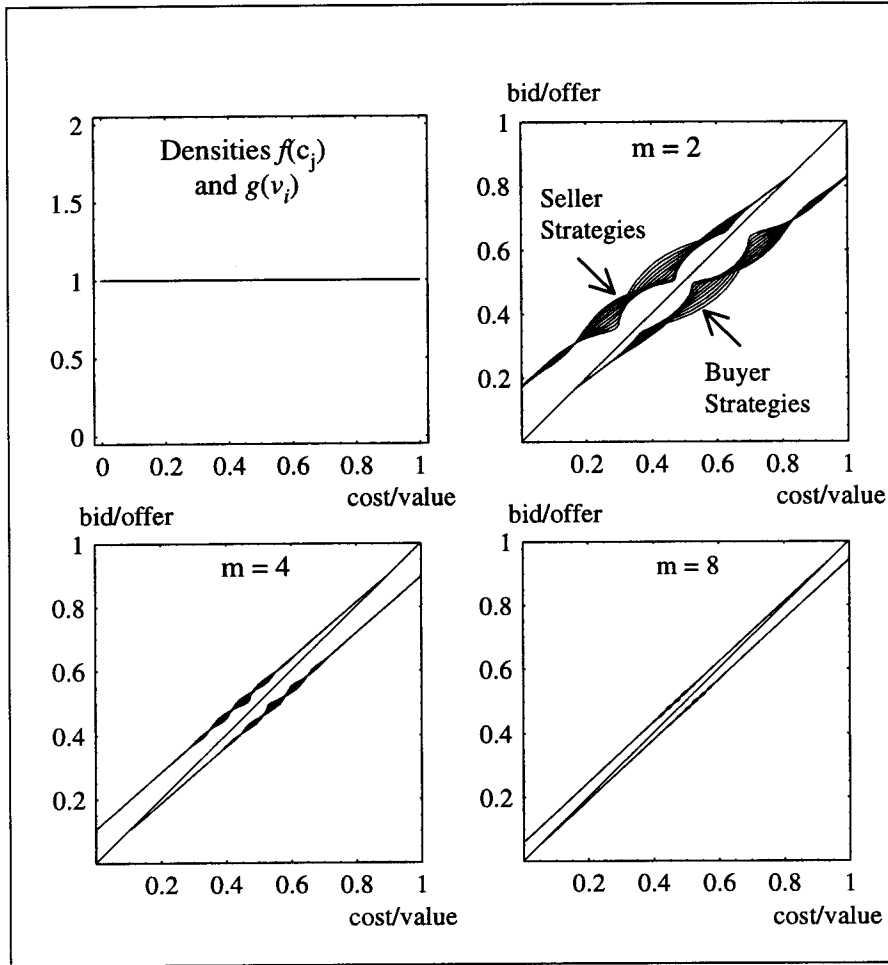 Densities f(c_j)
and g(v_i)
2
1.5
1
0.5
0
0 0.2 0.4 0.6 0.8 1
cost/value
bid/offer
m = 2
Seller
Strategies
Buyer
Strategies
1
0.8
0.6
0.4
0.2
0.2 0.4 0.6 0.8 1
cost/value
bid/offer
m = 4
1
0.8
0.6
0.4
0.2
0.2 0.4 0.6 0.8 1
cost/value
bid/offer
m = 8
1
0.8
0.6
0.4
0.2
0.2 0.4 0.6 0.8 1
cost/value